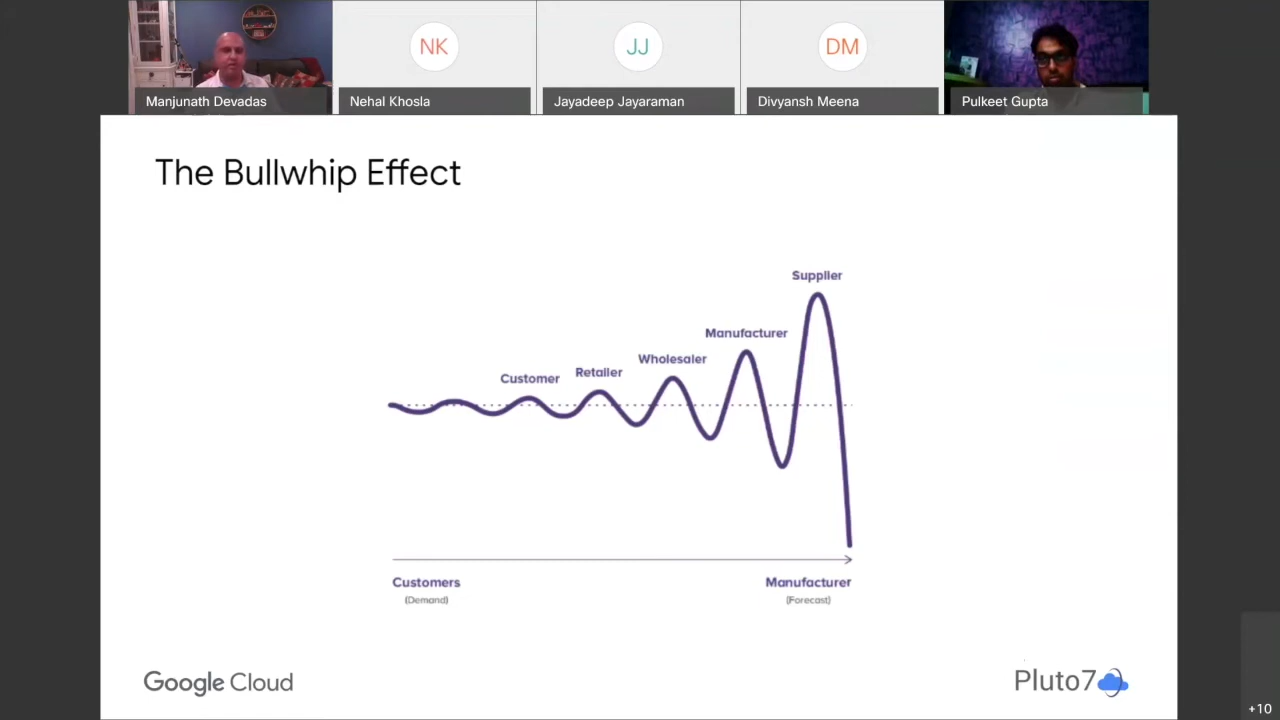 NK
JJ
DM
Manjunath Devadas
Nehal Khosla
Jayadeep Jayaraman
Divyansh Meena
Pulkeet Gupta
The Bullwhip Effect
Supplier
Manufacturer
Wholesaler
Retailer
Customer
Customers
(Demand)
Manufacturer
(Forecast)
Google Cloud
Pluto7
+10